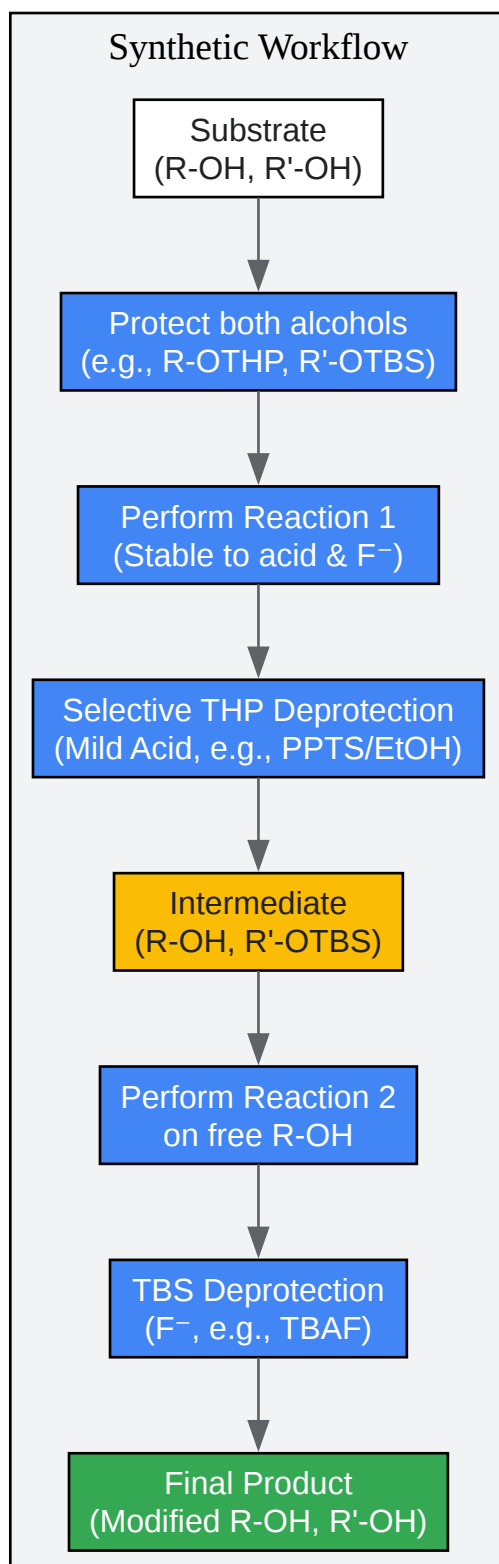 Synthetic Workflow
Substrate
(R-OH, R'-OH)
Protect both alcohols
(e.g., R-OTHP, R'-OTBS)
Perform Reaction 1
(Stable to acid & F⁻)
Selective THP Deprotection
(Mild Acid, e.g., PPTS/EtOH)
Intermediate
(R-OH, R'-OTBS)
Perform Reaction 2
on free R-OH
TBS Deprotection
(F⁻, e.g., TBAF)
Final Product
(Modified R-OH, R'-OH)